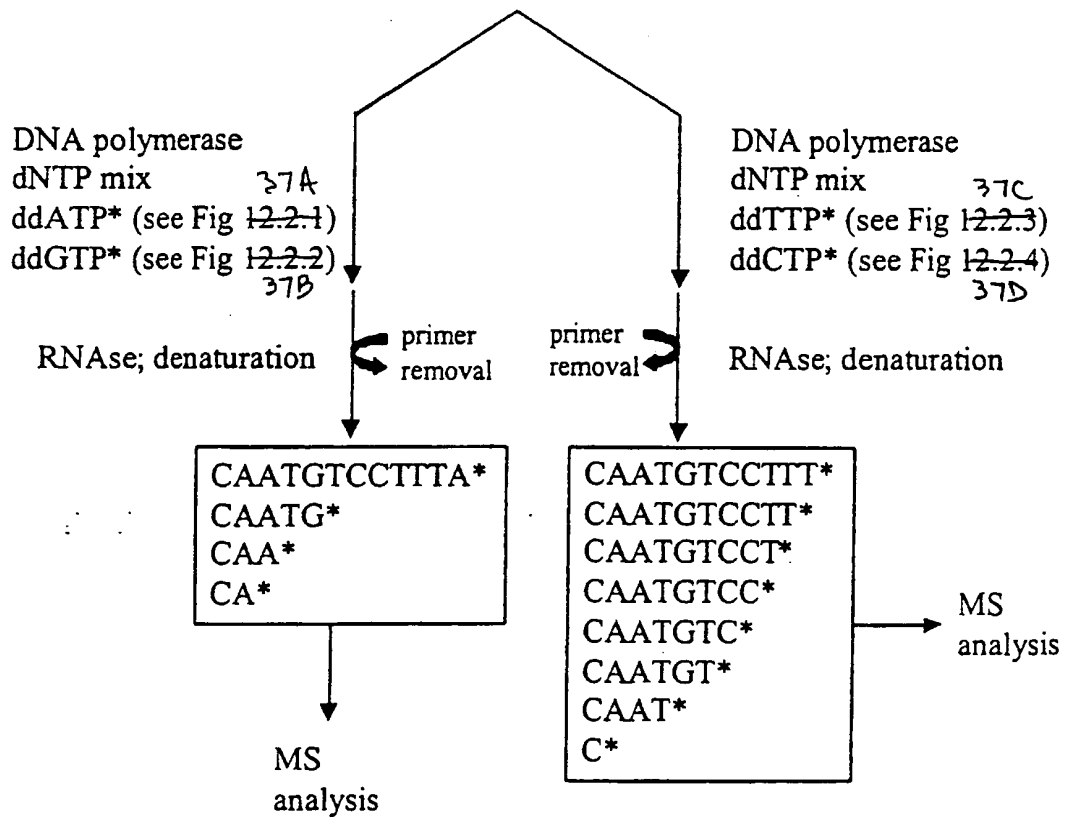 DNA polymerase
dNTP mix
37A
ddATP* (see Fig 12.2.1)
ddGTP* (see Fig 12.2.2)
37B
RNAse; denaturation
primer
removal
CAATGTCCTTTA*
CAATG*
CAA*
CA*
MS
analysis
DNA polymerase
dNTP mix
37C
ddTTP* (see Fig 12.2.3)
ddCTP* (see Fig 12.2.4)
37D
primer
removal
RNAse; denaturation
CAATGTCCTTT*
CAATGTCCTT*
CAATGTCCT*
CAATGTCC*
CAATGTC*
CAATGT*
CAAT*
C*
MS
analysis